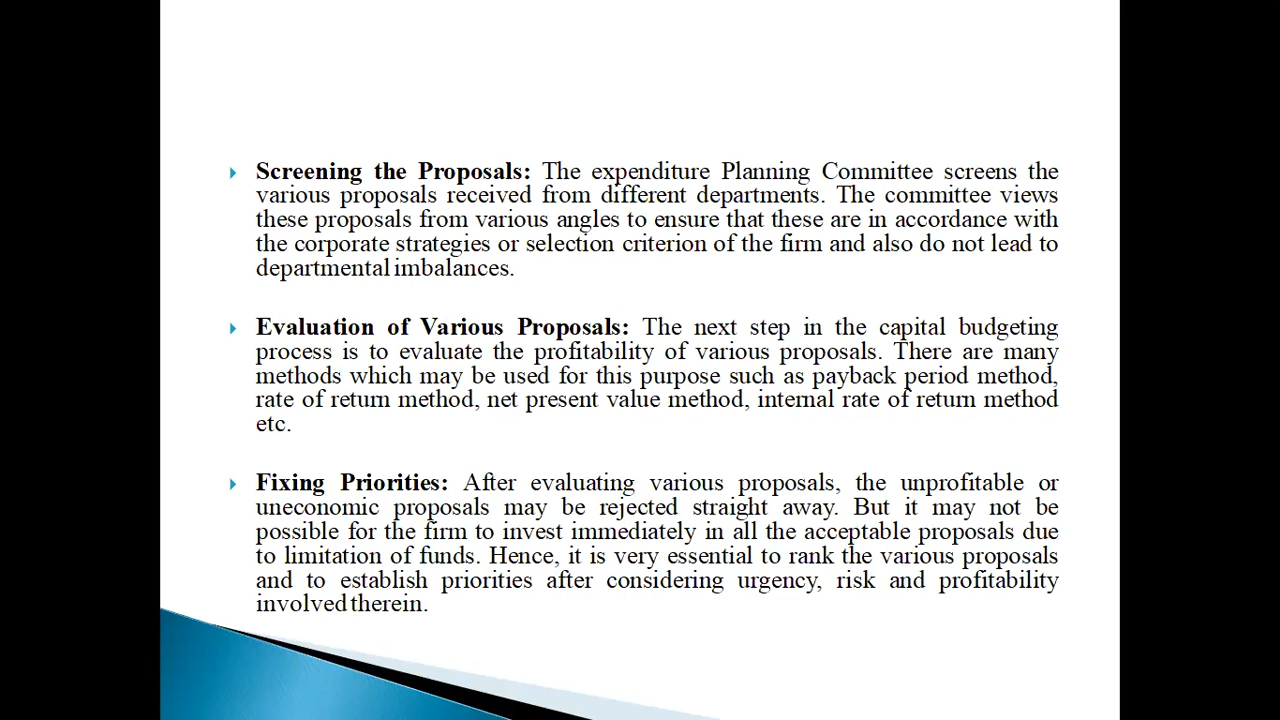 Screening the Proposals: The expenditure Planning Committee screens the
various proposals received from different departments. The committee views
these proposals from various angles to ensure that these are in accordance with
the corporate strategies or selection criterion of the firm and also do not lead to
departmental imbalances.
Evaluation of Various Proposals: The next step in the capital budgeting
process is to evaluate the profitability of various proposals. There are many
methods which may be used for this purpose such as payback period method,
rate of return method, net present value method, internal rate of return method
etc.
Fixing Priorities: After evaluating various proposals, the unprofitable or
uneconomic proposals may be rejected straight away. But it may not be
possible for the firm to invest immediately in all the acceptable proposals due
to limitation of funds. Hence, it is very essential to rank the various proposals
and to establish priorities after considering urgency, risk and profitability
involved therein.